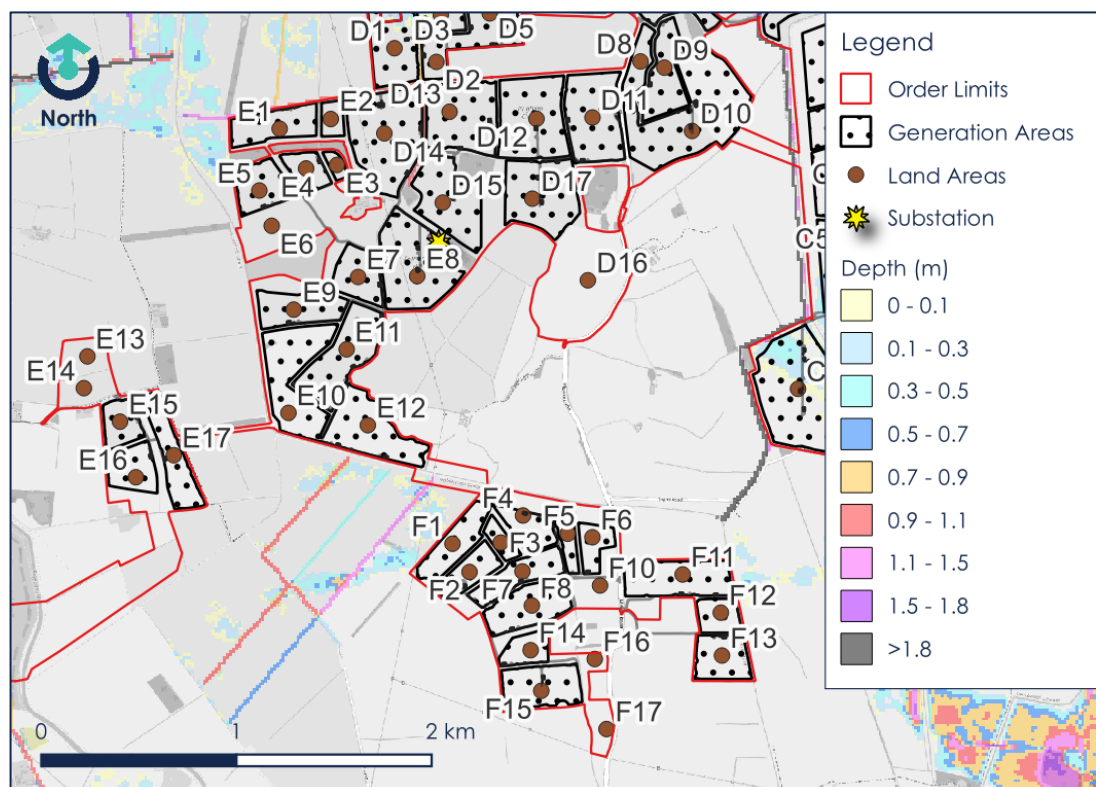 North
D1
D3
D5
D8
D9
D2
D13
E1
E2
D11
D10
D12
D14
E5
E4
E3
D15
D17
E6
E7
E8
D16
C5
E9
E11
E13
E14
C
E10
E12
E15
E17
E16
F4
F1
F5
F6
F3
F10
F11
F2
F7
F8
F12
F14
F16
F13
F15
F17
0
1
2 km
Legend
Order Limits
Generation Areas
Land Areas
Substation
Depth (m)
0 - 0.1
0.1 - 0.3
0.3 - 0.5
0.5 - 0.7
0.7 - 0.9
0.9 - 1.1
1.1 - 1.5
1.5 - 1.8
>1.8